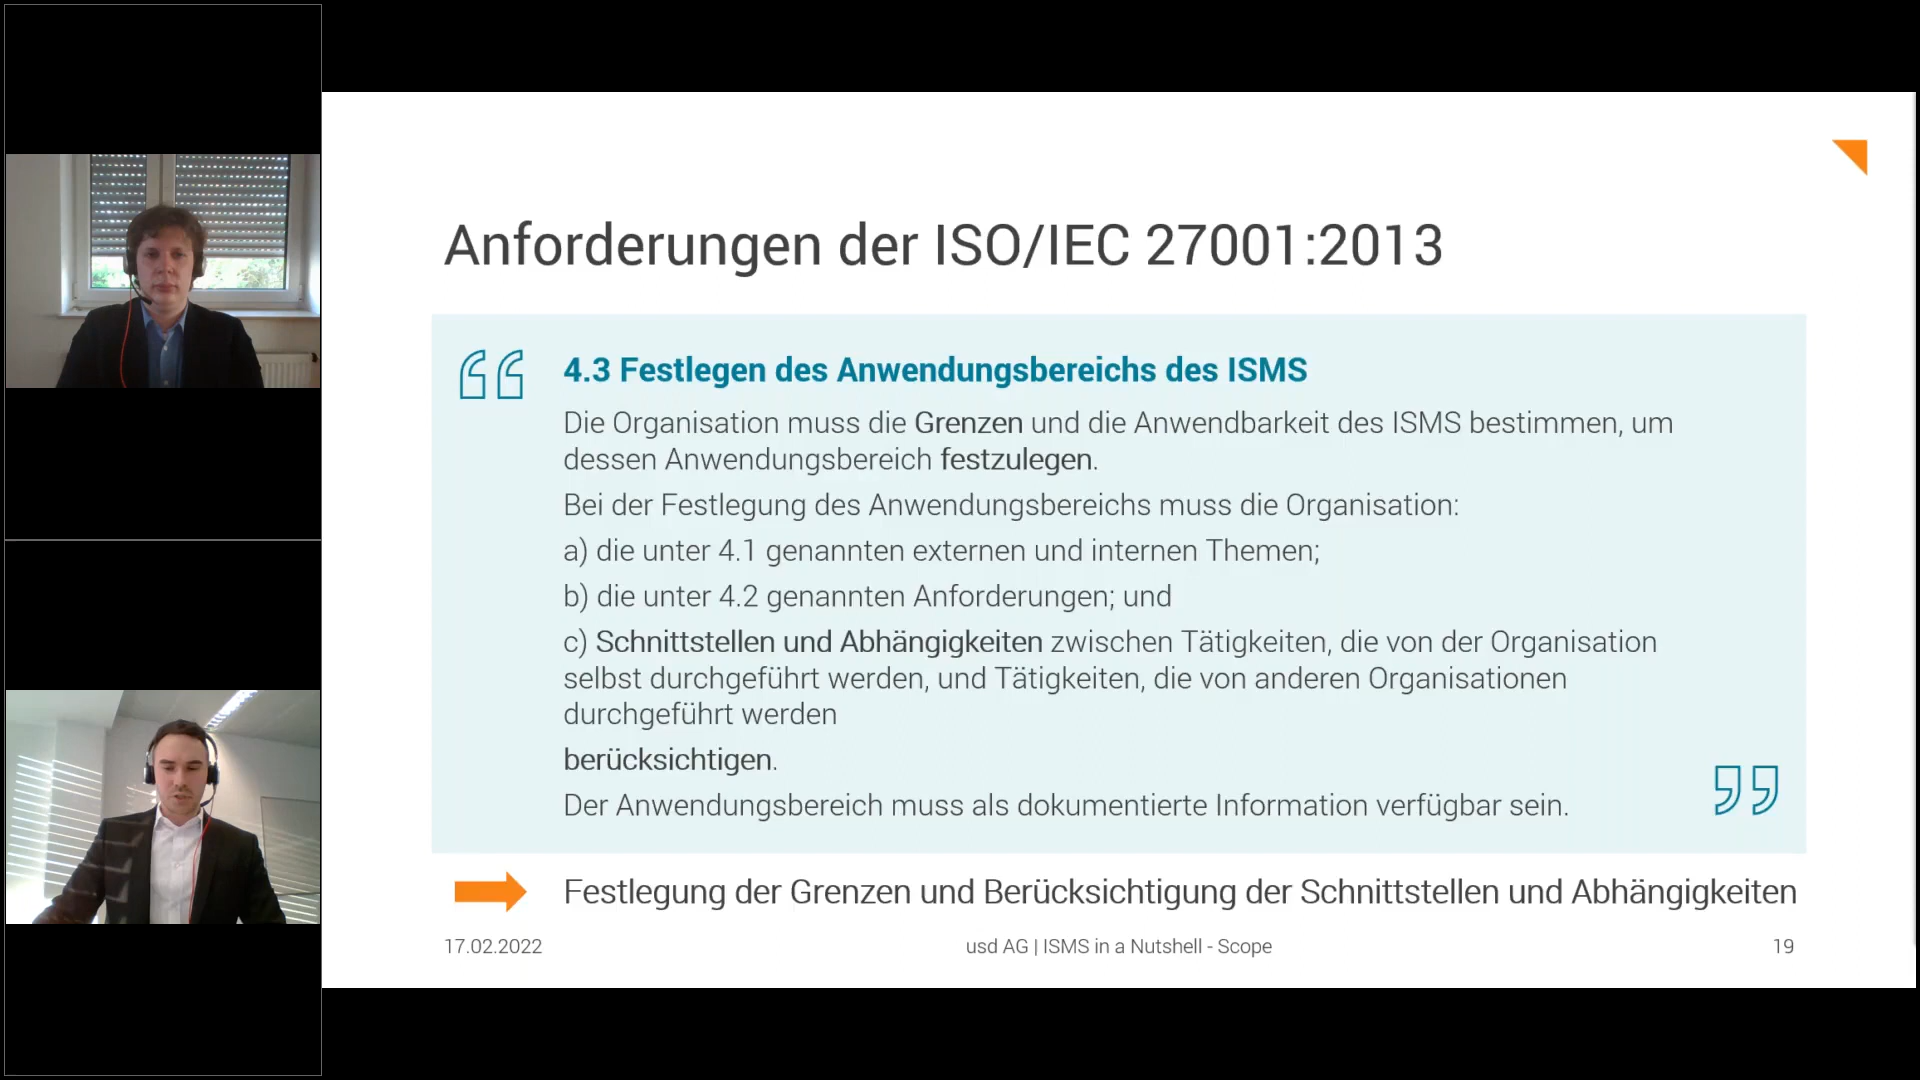 Anforderungen der ISO/IEC 27001:2013
4.3 Festlegen des Anwendungsbereichs des ISMS
Die Organisation muss die Grenzen und die Anwendbarkeit des ISMS bestimmen, um
dessen Anwendungsbereich festzulegen.
Bei der Festlegung des Anwendungsbereichs muss die Organisation:
a) die unter 4.1 genannten externen und internen Themen;
b) die unter 4.2 genannten Anforderungen; und
c) Schnittstellen und Abhängigkeiten zwischen Tätigkeiten, die von der Organisation
selbst durchgeführt werden, und Tätigkeiten, die von anderen Organisationen
durchgeführt werden
berücksichtigen.
Der Anwendungsbereich muss als dokumentierte Information verfügbar sein.
Festlegung der Grenzen und Berücksichtigung der Schnittstellen und Abhängigkeiten
17.02.2022
usd AG | ISMS in a Nutshell - Scope
19